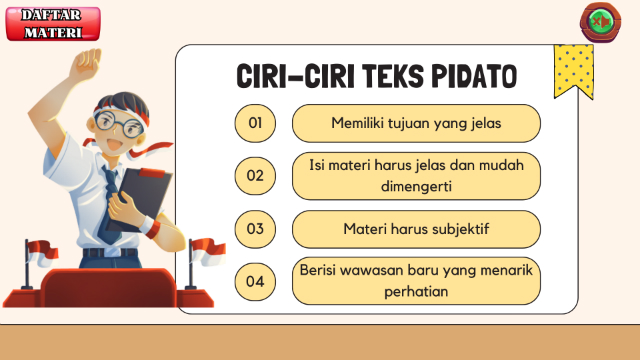 DAFTAR
MATERI
CIRI-CIRI TEKS PIDATO
01
Memiliki tujuan yang jelas
02
Isi materi harus jelas dan mudah
dimengerti
03
Materi harus subjektif
04
Berisi wawasan baru yang menarik
perhatian